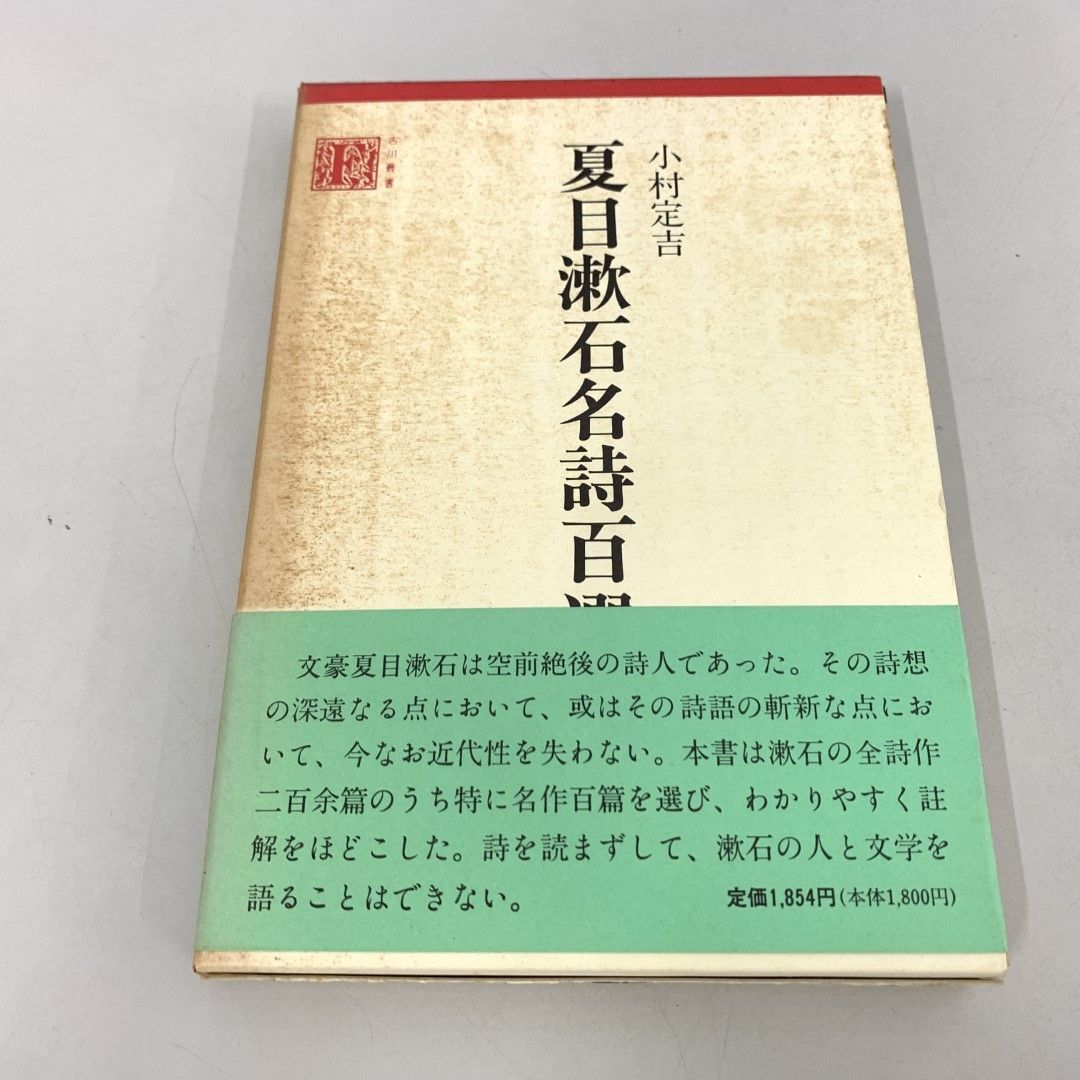 小村定吉
夏目漱石名詩百選
古川叢書
文豪夏目漱石は空前絶後の詩人であった。その詩想
の深遠なる点において、或はその詩語の斬新な点にお
いて、今なお近代性を失わない。本書は漱石の全詩作
二百余篇のうち特に名作百篇を選び、わかりやすく註
解をほどこした。詩を読まずして、漱石の人と文学を
語ることはできない。
定価1,854円(本体1,800円)